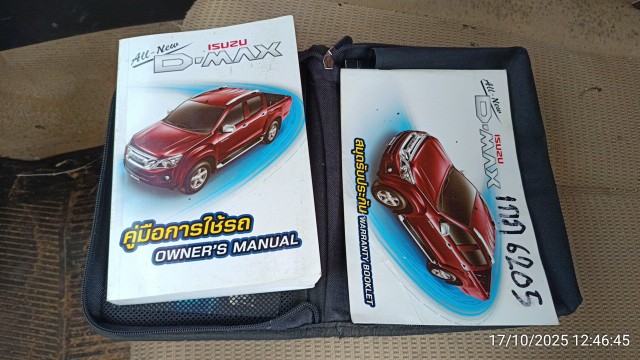 All-New
ISUZU
D-MAX
คู่มือการใช้รถ
OWNER'S MANUAL
All-New
ISUZU
D-MAX
สมุดรับประกัน
WARRANTY BOOKLET
6205
17/10/2025 12:46:45